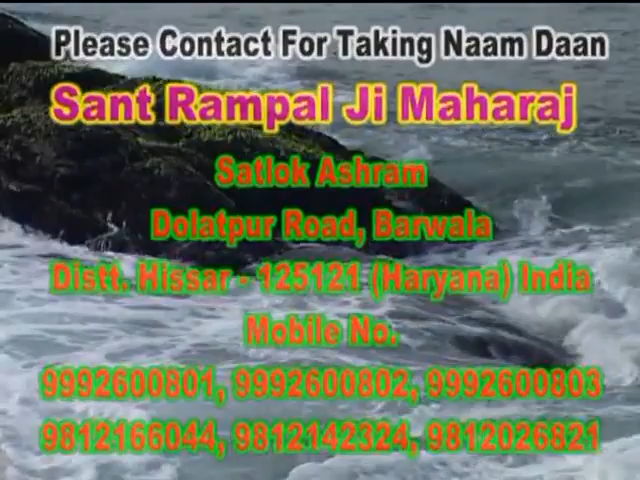 Please Contact For Taking Naam Daan
Sant Rampal Ji Maharaj
Satlok Ashram
Dolatpur Road, Barwala
Distt. Hissar - 125121 (Haryana) India
Mobile No.
9992600801, 9992600802, 9992600803
9812166044, 9812142324, 9812026821